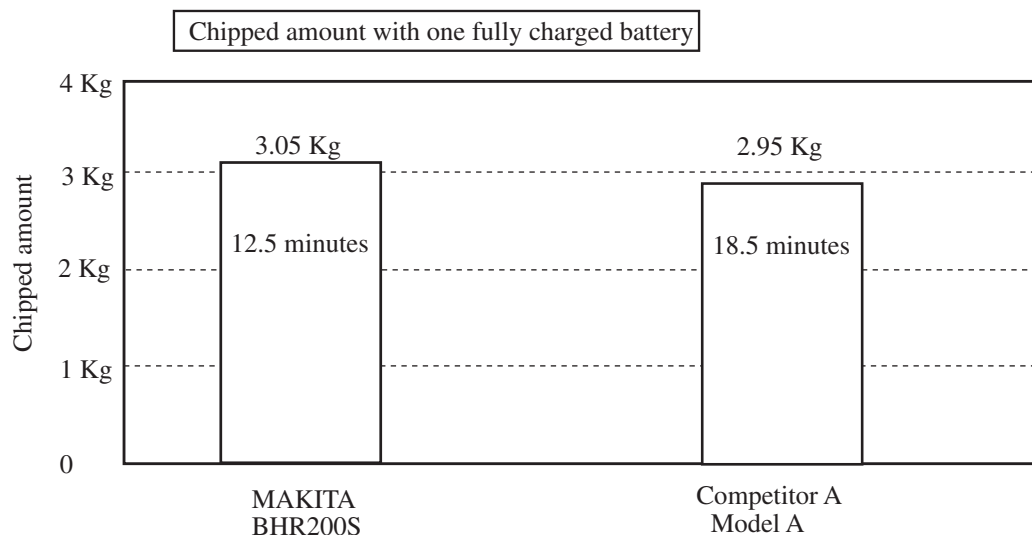 Chipped amount with one fully charged battery
4 Kg
3.05 Kg
2.95 Kg
3 Kg
12.5 minutes
18.5 minutes
2 Kg
Chipped amount
1 Kg
0
MAKITA
BHR200S
Competitor A
Model A